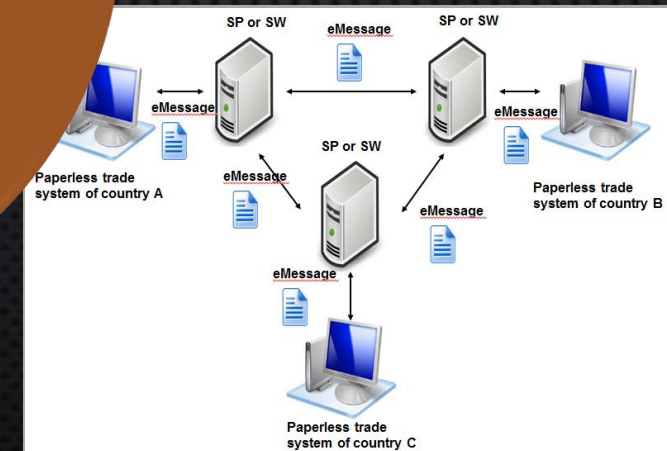 SP or SW
eMessage
SP or SW
eMessage
eMessage
SP or SW
Paperless trade
system of country A
eMessage
eMessage
Paperless trade
system of country B
eMessage
Paperless trade
system of country C